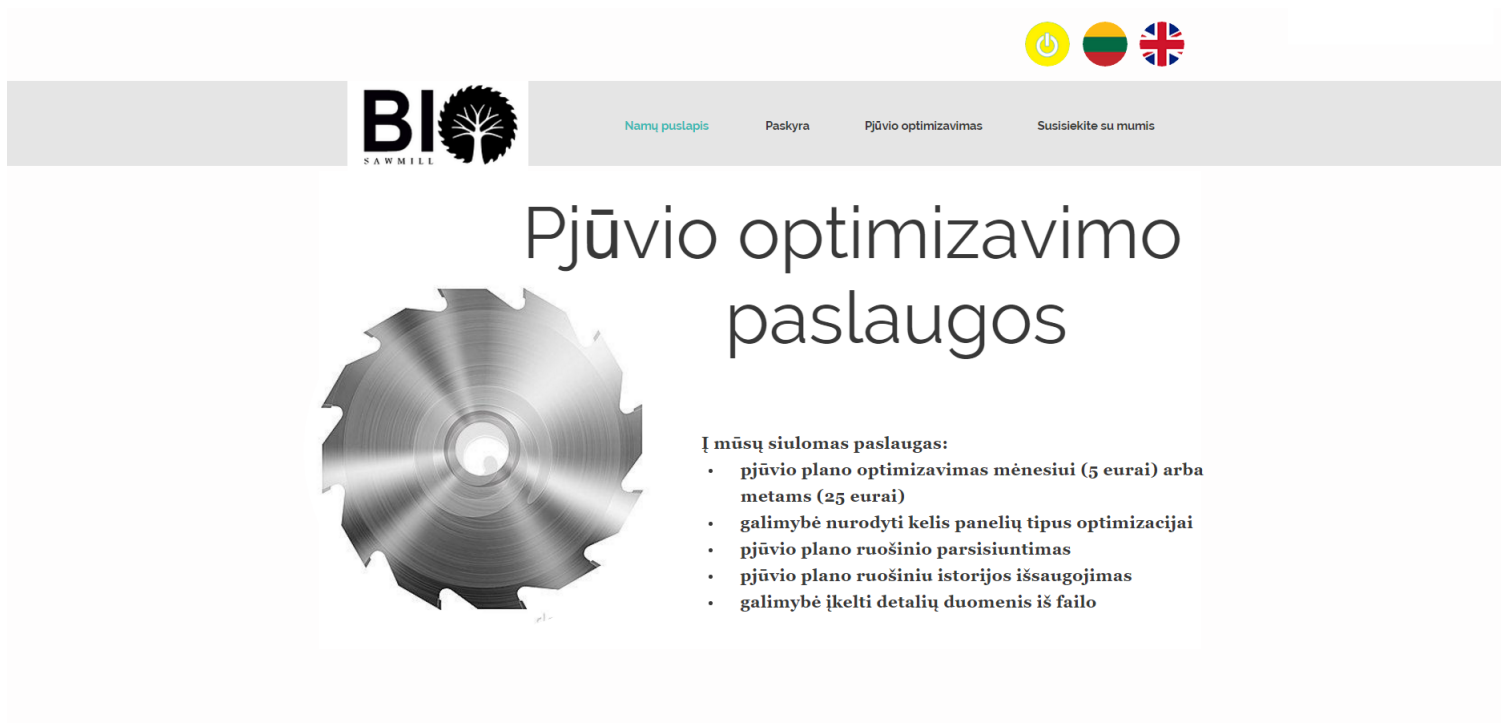 BI
SAWMILL
Namų puslapis
Paskyra
Pjūvio optimizavimas
Susisiekite su mumis
Pjūvio optimizavimo
paslaugos
Į mūsų siulomas paslaugas:
• pjūvio plano optimizavimas mėnesiui (5 eurai) arba
metams (25 eurai)
• galimybė nurodyti kelis panelių tipus optimizacijai
• pjūvio plano ruošinio parsisiuntimas
• pjūvio plano ruošiniu istorijos išsaugojimas
• galimybė įkelti detalių duomenis iš failo